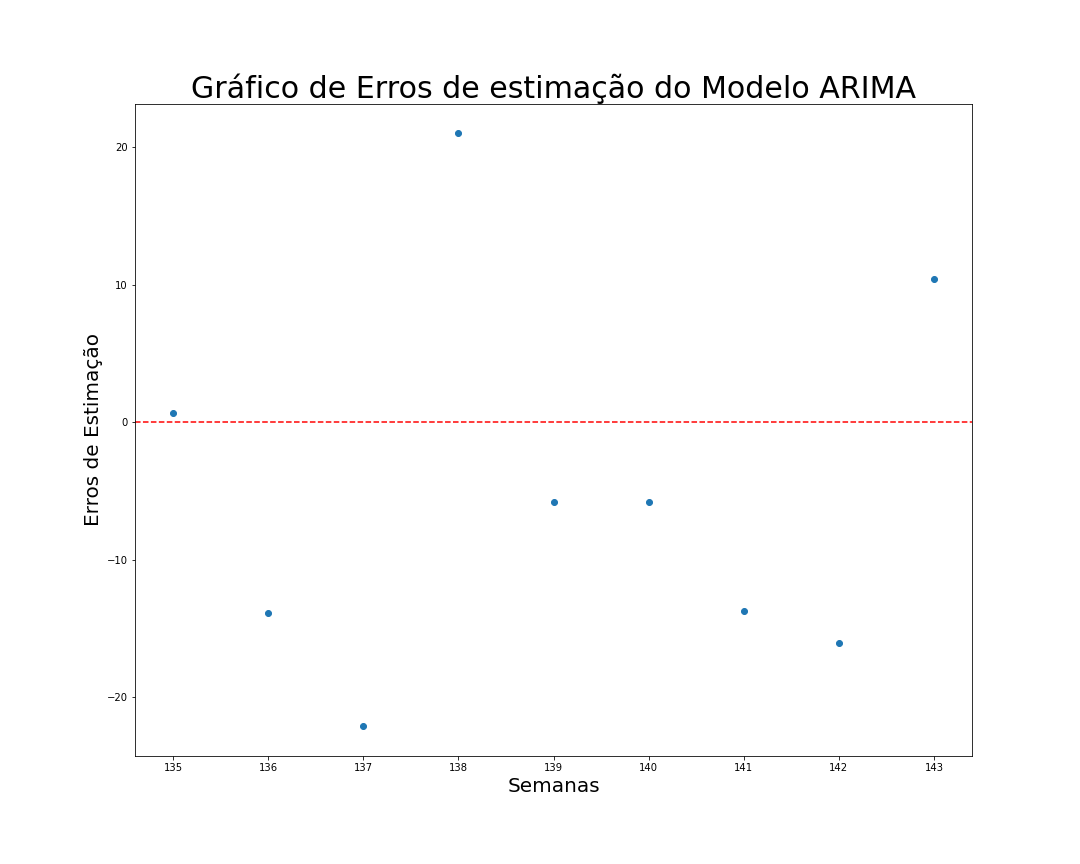 Gráfico de Erros de estimação do Modelo ARIMA
20
10
0
−10
−20
Erros de Estimação
135 136 137 138 139 140 141 142 143
Semanas